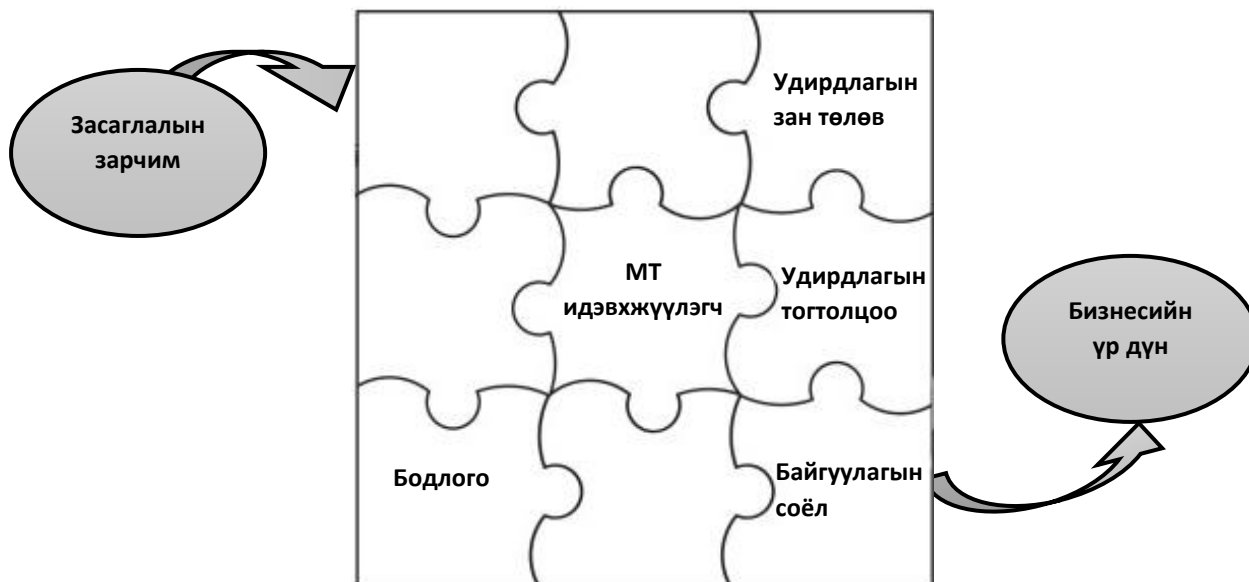 Засаглалын
зарчим
Удирдлагын
зан төлөв
МТ
идэвхжүүлэгч
Удирдлагын
тогтолцоо
Бизнесийн
үр дүн
Бодлого
Байгуулагын
соёл